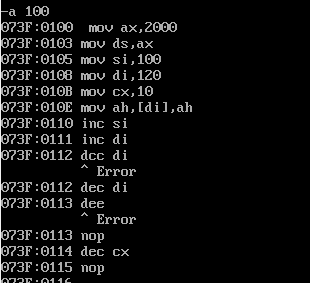 -a 100
073F:0100  mov ax,2000
073F:0103 mov ds,ax
073F:0105 mov si,100
073F:0108 mov di,120
073F:010B mov cx,10
073F:010E mov ah,[di],ah
073F:0110 inc si
073F:0111 inc di
073F:0112 dcc di
          ^ Error
073F:0112 dec di
073F:0113 dee
          ^ Error
073F:0113 nop
073F:0114 dec cx
073F:0115 nop
073F:0116